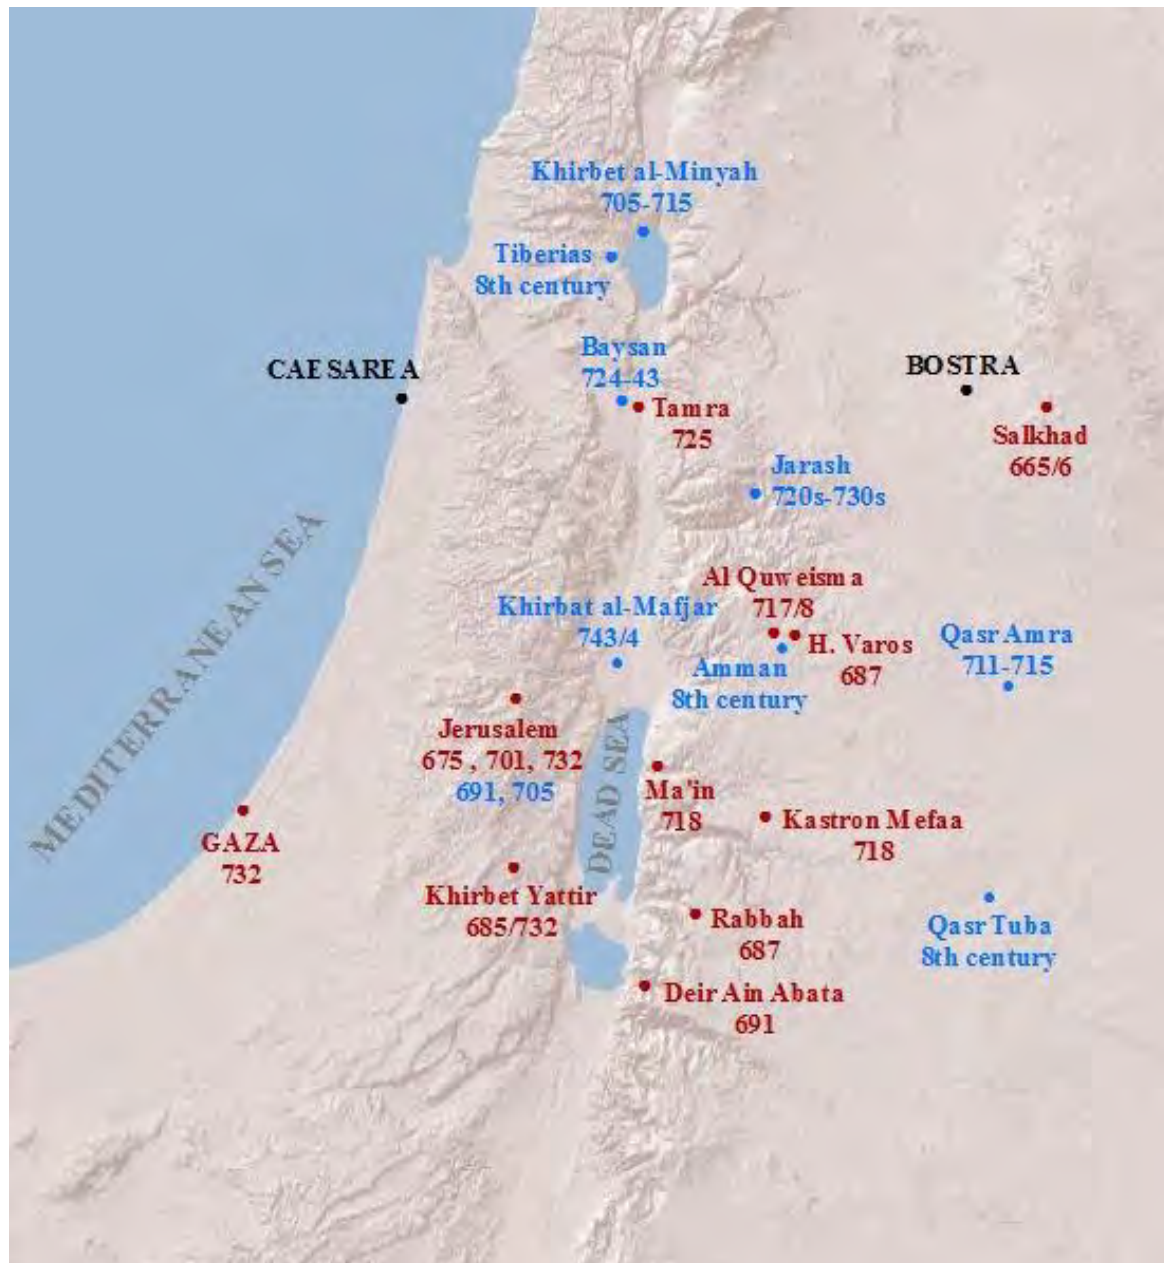 Khirbet al-Minyah
705-715
Tiberias
8th century
Baysan
724-43
CAESAREA
BOSTRA
Tamra
725
Salkhad
665/6
Jarash
720s-730s
MEDITERRANEAN SEA
Al Quweisma
717/8
Khirbat al-Mafjar
743/4
H. Varos
687
Qasr Amra
711-715
Amman
8th century
Jerusalem
675 , 701, 732
691, 705
DEAD SEA
Ma'in
718
Kastron Mefaa
718
GAZA
732
Khirbet Yattir
685/732
Rabbah
687
Qasr Tuba
8th century
Deir Ain Abata
691